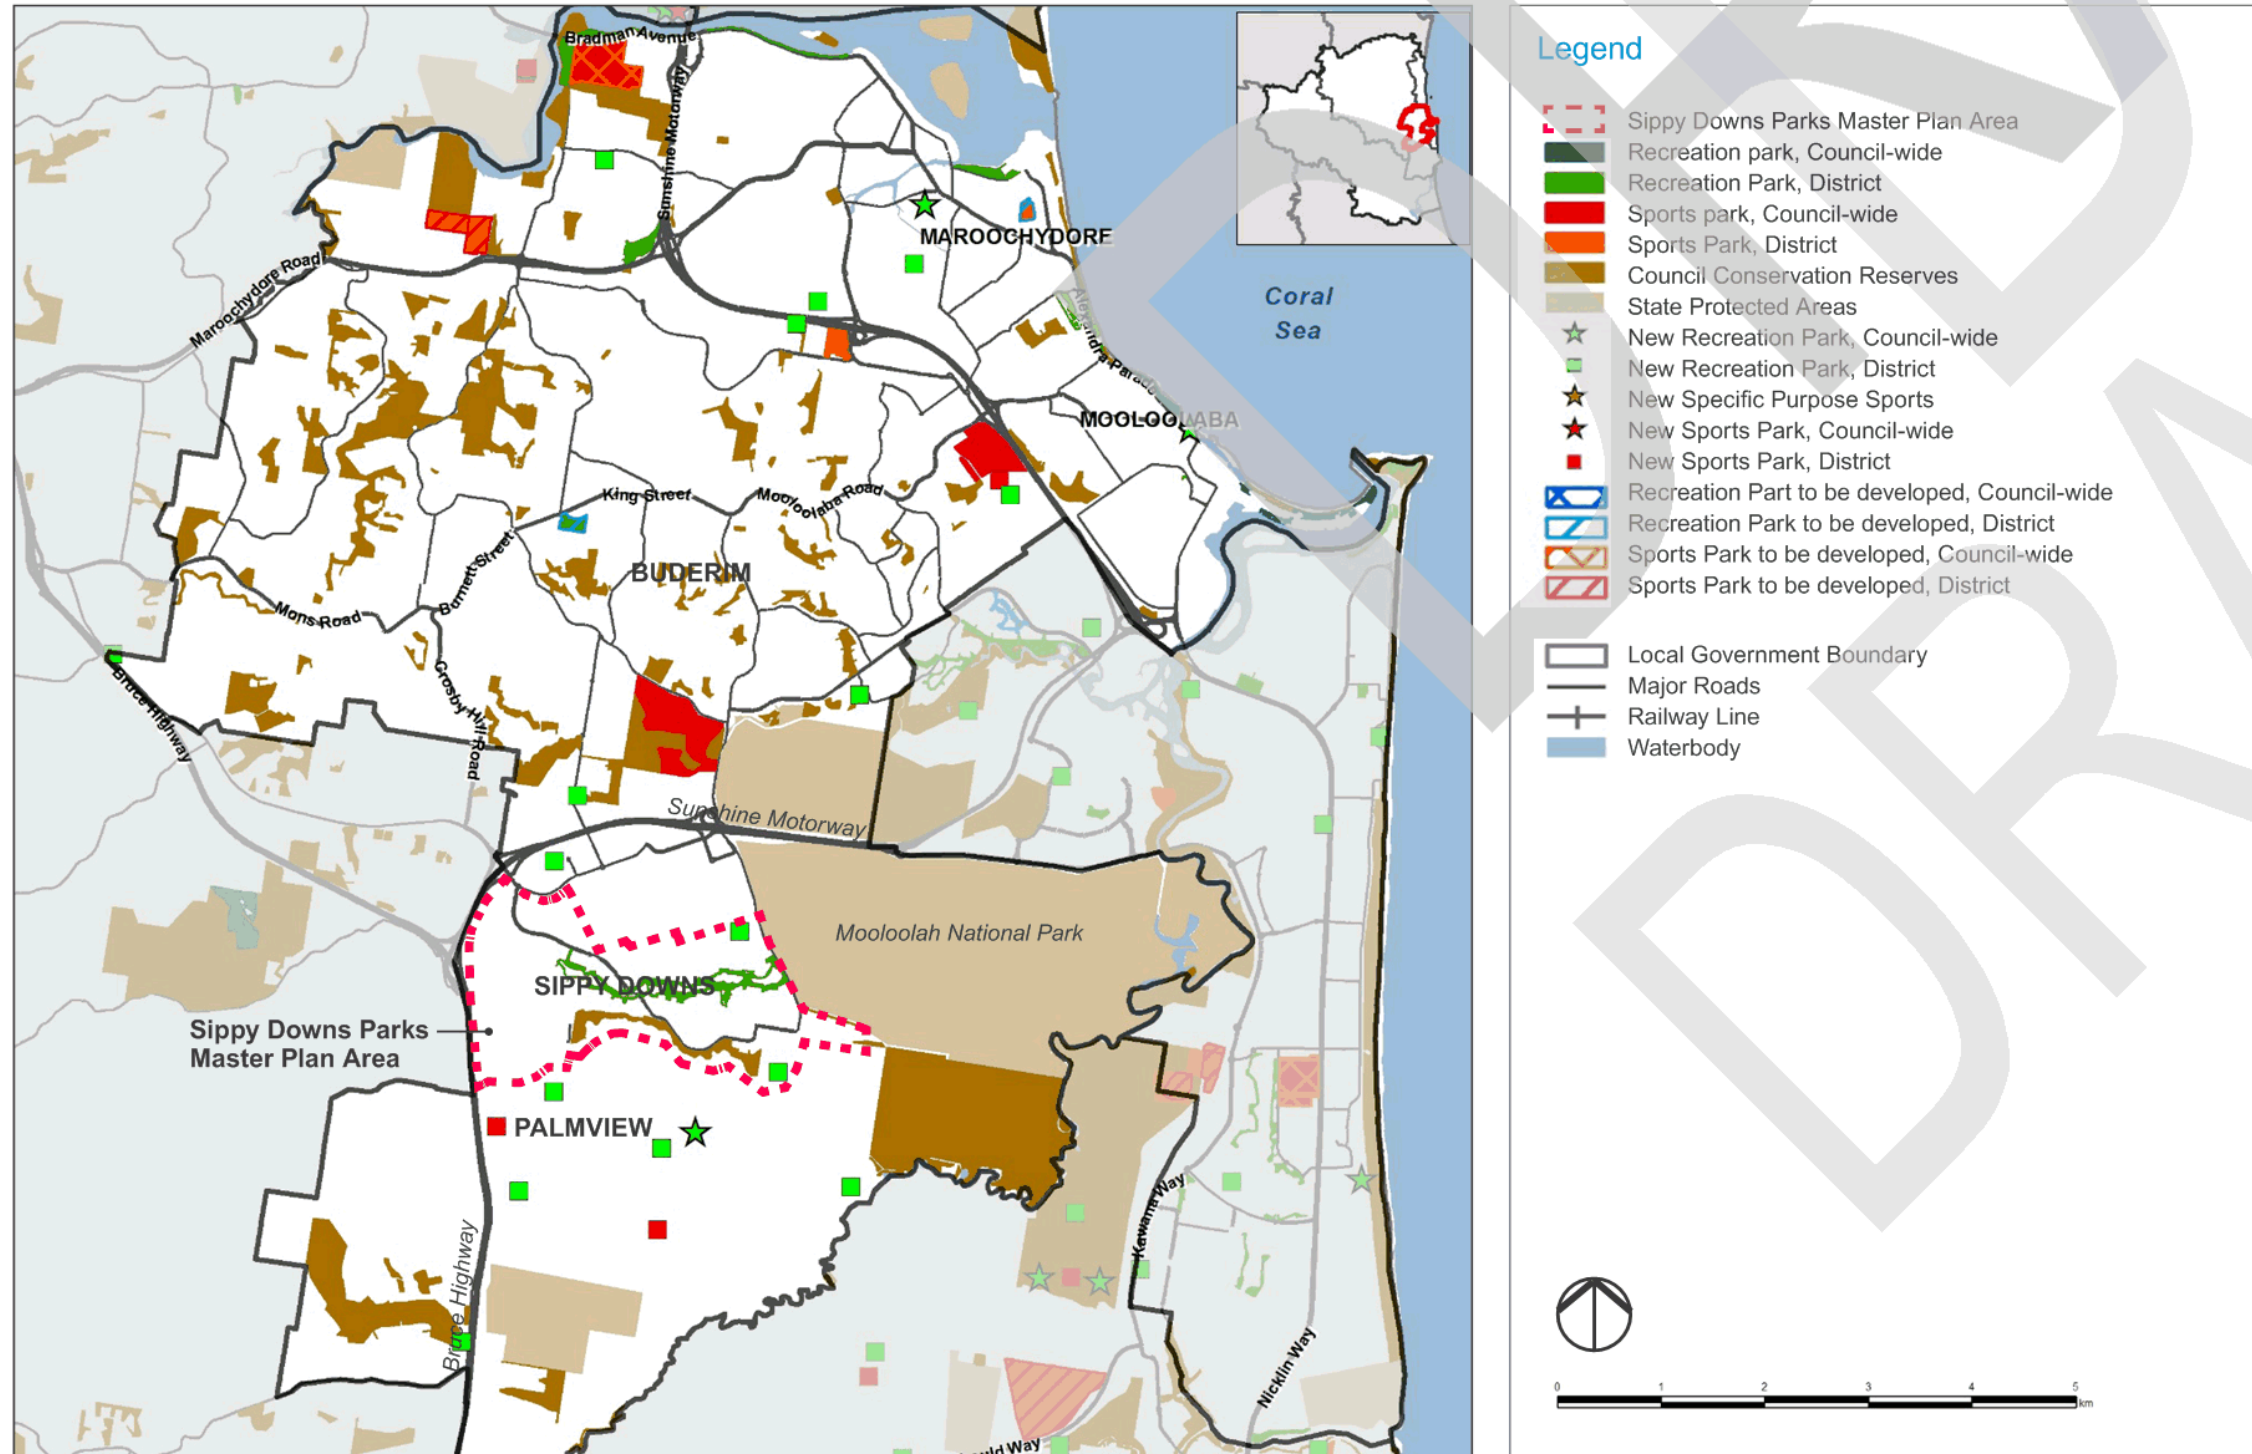 Bradman Avenue
Sunshine Motorway
MAROOCHYDORE
Maroochydore Road
Coral
Sea
Alexandra Parade
MOOLOOLABA
King Street
Mooloolaba Road
Burnett Street
BUDERIM
Mons Road
Crosby Hill Road
Bruce Highway
Sunshine Motorway
Mooloolah National Park
SIPPY DOWNS
Sippy Downs Parks
Master Plan Area
PALMVIEW
Kawana Way
Bruce Highway
Nicklin Way
Way
Legend
Sippy Downs Parks Master Plan Area
Recreation park, Council-wide
Recreation Park, District
Sports park, Council-wide
Sports Park, District
Council Conservation Reserves
State Protected Areas
New Recreation Park, Council-wide
New Recreation Park, District
New Specific Purpose Sports
New Sports Park, Council-wide
New Sports Park, District
Recreation Part to be developed, Council-wide
Recreation Park to be developed, District
Sports Park to be developed, Council-wide
Sports Park to be developed, District
Local Government Boundary
Major Roads
Railway Line
Waterbody
0 1 2 3 4 5
km